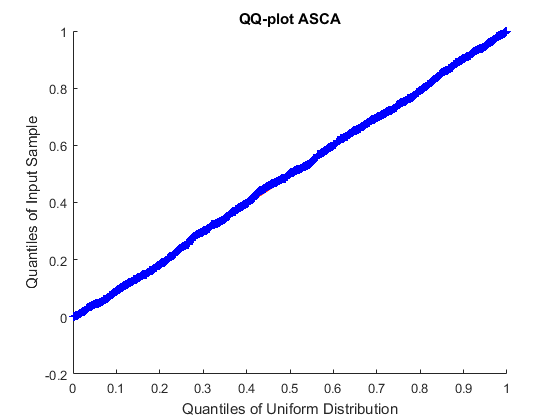 QQ-plot ASCA
1
0.8
0.6
0.4
0.2
0
-0.2
0 0.1 0.2 0.3 0.4 0.5 0.6 0.7 0.8 0.9 1
Quantiles of Input Sample
Quantiles of Uniform Distribution